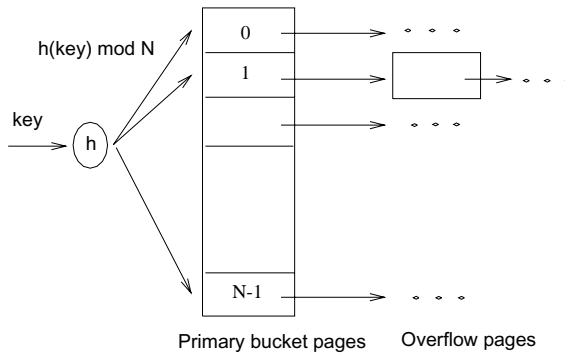 h(key) mod N
0
1
key
h
N-1
Primary bucket pages
Overflow pages